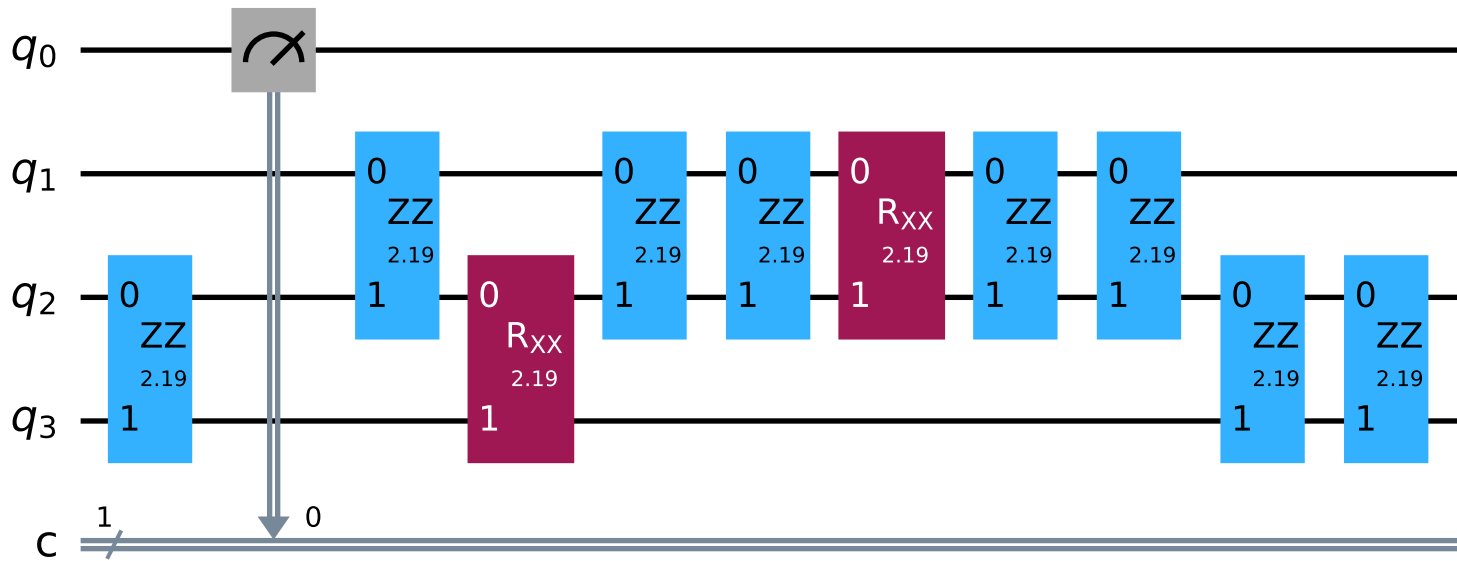 q0
q1
0 0 0 0 0 0
ZZ ZZ ZZ RXX ZZ ZZ
2.19 2.19 2.19 2.19 2.19 2.19
q2
0 1 0 1 1 1 1 1 0 0
ZZ RXX ZZ ZZ
2.19 2.19 2.19 2.19
q3
1 1 1 1
1 0
c